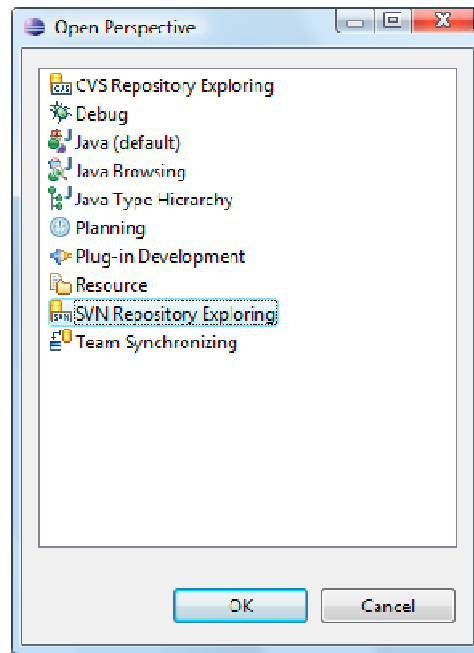 Open Perspective
CVS Repository Exploring
Debug
Java (default)
Java Browsing
Java Type Hierarchy
Planning
Plug-in Development
Resource
SVN Repository Exploring
Team Synchronizing
OK
Cancel